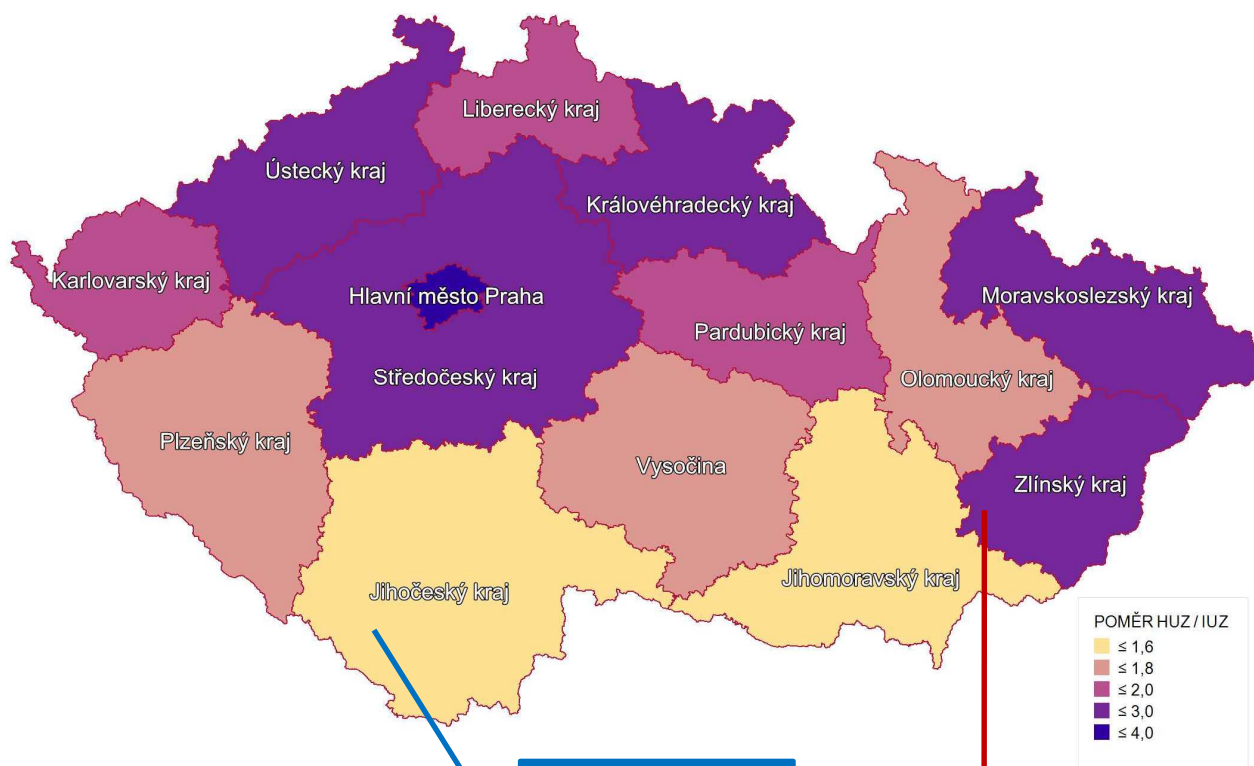 Liberecký kraj
Ústecký kraj
Královéhradecký kraj
Karlovarský kraj
Hlavní město Praha
Moravskoslezský kraj
Pardubický kraj
Středočeský kraj
Olomoucký kraj
Plzeňský kraj
Vysočina
Zlínský kraj
Jihomoravský kraj
Jihočeský kraj
POMĚR HUZ / IUZ
≤ 1,6
≤ 1,8
≤ 2,0
≤ 3,0
≤ 4,0